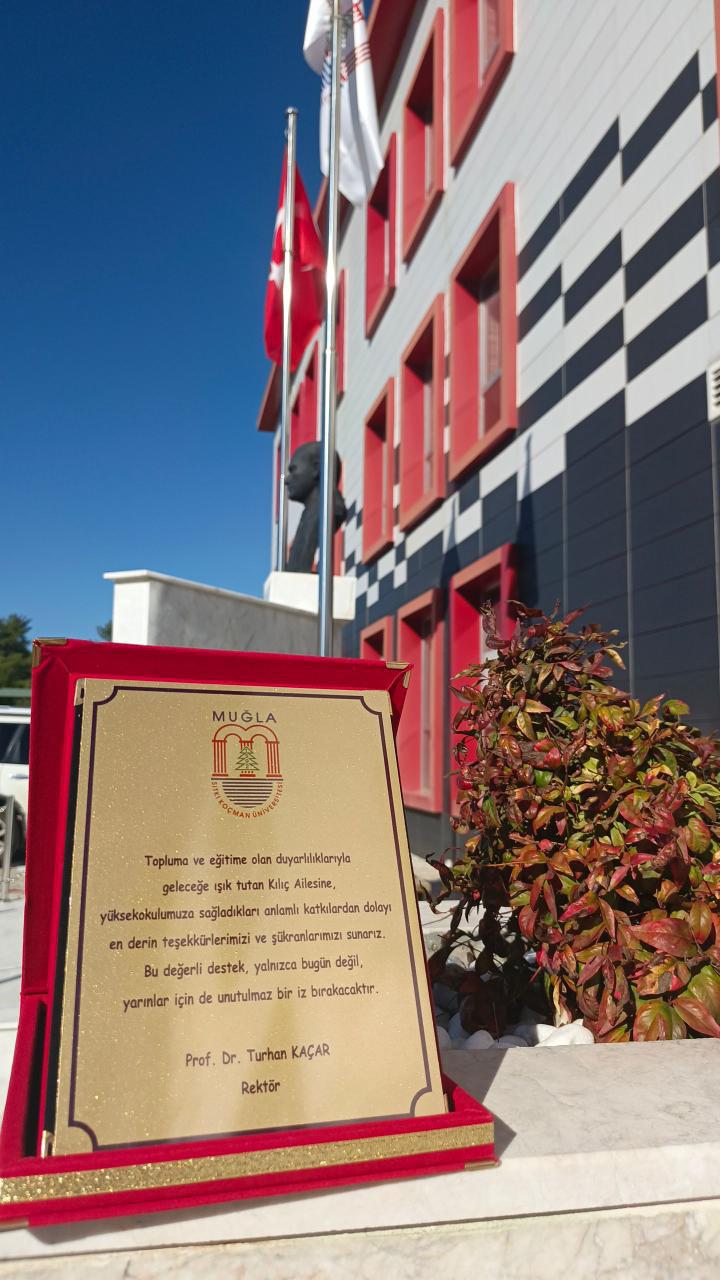 MUĞLA
SITKI KOÇMAN ÜNİVERSİTESİ
Topluma ve eğitime olan duyarlılıklarıyla
geleceğe ışık tutan Kılıç Ailesine,
yüksekokulumuza sağladıkları anlamlı katkılardan dolayı
en derin teşekkürlerimizi ve şükranlarımızı sunarız.
Bu değerli destek, yalnızca bugün değil,
yarınlar için de unutulmaz bir iz bırakacaktır.
Prof. Dr. Turhan KAÇAR
Rektör